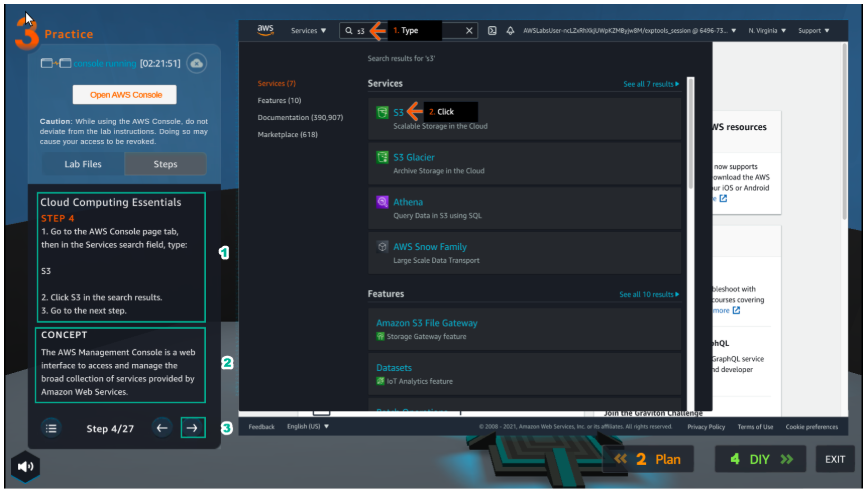 3 Practice
console running [02:21:51]
Open AWS Console
Caution: While using the AWS Console, do not
deviate from the lab instructions. Doing so may
cause your access to be revoked.
Lab Files
Steps
Cloud Computing Essentials
STEP 4
1. Go to the AWS Console page tab,
then in the Services search field, type:
S3
2. Click S3 in the search results.
3. Go to the next step.
1
CONCEPT
The AWS Management Console is a web
interface to access and manage the
broad collection of services provided by
Amazon Web Services.
2
Step 4/27
3
aws
Services ▼
s3
1. Type
X
AWSLabsUser-ncLZxRhXkJUWpKZMByjw8M/exptools_session @ 6496-73... ▼
N. Virginia ▼
Support ▼
Search results for 's3'
Services (7)
Features (10)
Documentation (390,907)
Marketplace (618)
Services
See all 7 results ▶
S3
2. Click
Scalable Storage in the Cloud
S3 Glacier
Archive Storage in the Cloud
Athena
Query Data in S3 using SQL
AWS Snow Family
Large Scale Data Transport
Features
See all 10 results ▶
Amazon S3 File Gateway
Storage Gateway feature
Datasets
IoT Analytics feature
Batch Operations
WS resources
now supports
ownload the AWS
ur iOS or Android
e
bleshoot with
courses covering
more
phQL
GraphQL service
nd developer
Join the Graviton Challenge
Feedback
English (US) ▼
© 2008 - 2021, Amazon Web Services, Inc. or its affiliates. All rights reserved.
Privacy Policy
Terms of Use
Cookie preferences
<< 2 Plan
4 DIY >>
EXIT